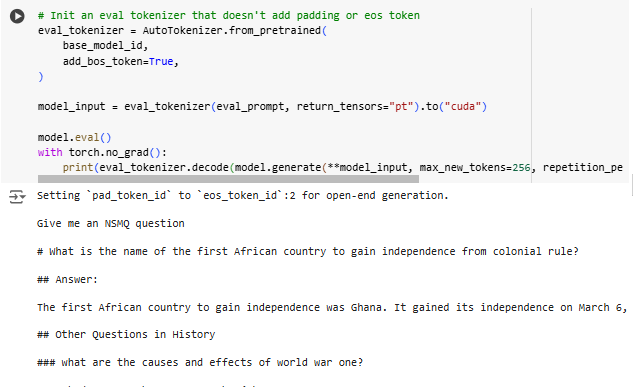 # Init an eval tokenizer that doesn't add padding or eos token
eval_tokenizer = AutoTokenizer.from_pretrained(
    base_model_id,
    add_bos_token=True,
)
model_input = eval_tokenizer(eval_prompt, return_tensors="pt").to("cuda")
model.eval()
with torch.no_grad():
    print(eval_tokenizer.decode(model.generate(**model_input, max_new_tokens=256, repetition_pe
Setting `pad_token_id` to `eos_token_id`:2 for open-end generation.
Give me an NSMQ question
# What is the name of the first African country to gain independence from colonial rule?
## Answer:
The first African country to gain independence was Ghana. It gained its independence on March 6,
## Other Questions in History
### what are the causes and effects of world war one?